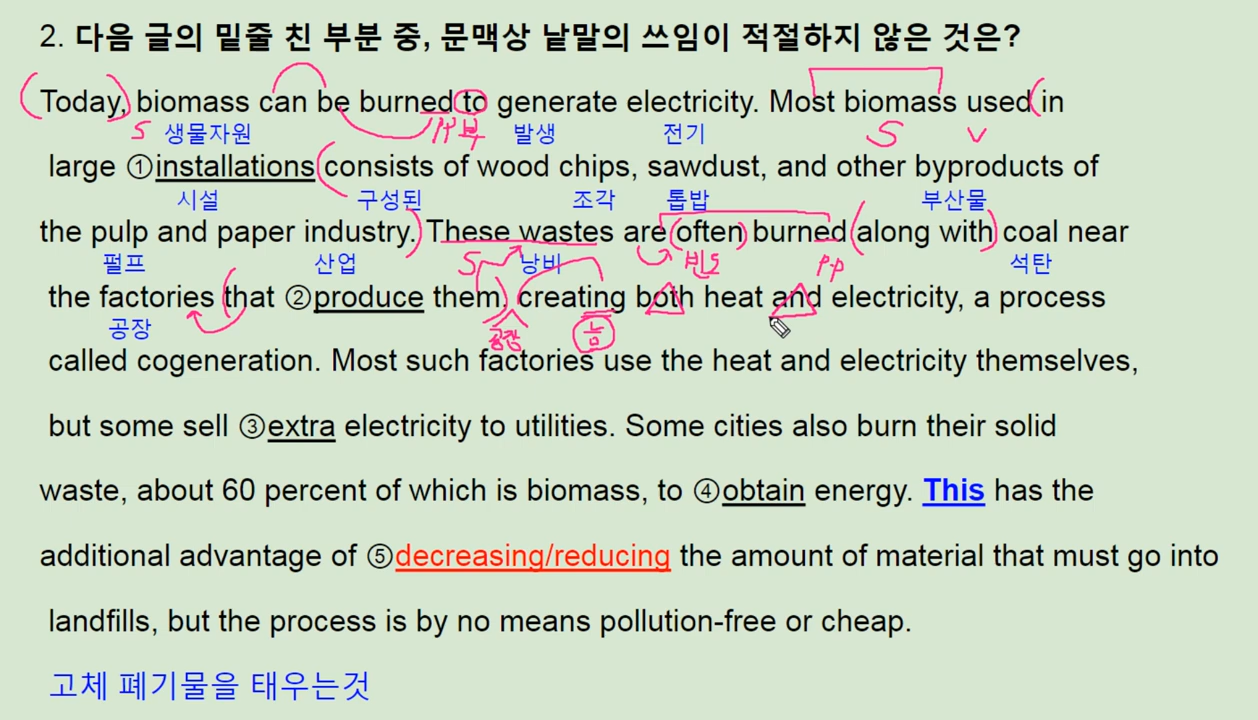 2. 다음 글의 밑줄 친 부분 중, 문맥상 낱말의 쓰임이 적절하지 않은 것은?
Today, biomass can be burned to generate electricity. Most biomass used in
S 생물자원 PP 부 발생 전기 S V
large ①installations consists of wood chips, sawdust, and other byproducts of
시설 구성된 조각 톱밥 부산물
the pulp and paper industry. These wastes are (often) burned along with coal near
펄프 산업 S 낭비 빈도 P.P 석탄
the factories that ②produce them, creating both heat and electricity, a process
공장 공장 능
called cogeneration. Most such factories use the heat and electricity themselves,
but some sell ③extra electricity to utilities. Some cities also burn their solid
waste, about 60 percent of which is biomass, to ④obtain energy. This has the
additional advantage of ⑤decreasing/reducing the amount of material that must go into
landfills, but the process is by no means pollution-free or cheap.
고체 폐기물을 태우는것